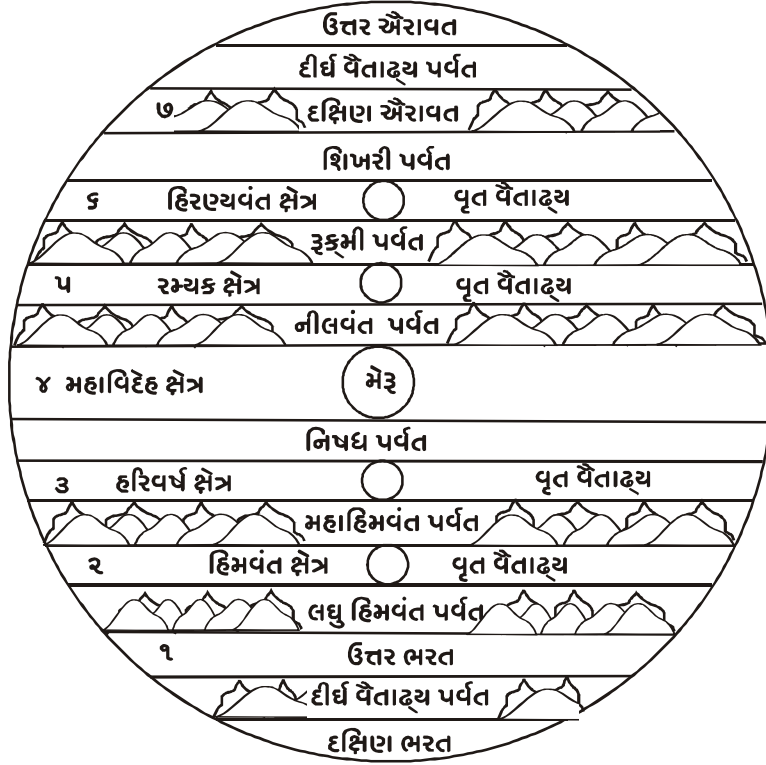 ઉત્તર ઐરાવત
દીર્ઘ વૈતાઢ્ય પર્વત
૭ દક્ષિણ ઐરાવત
શિખરી પર્વત
૬ હિરણ્યવંત ક્ષેત્ર વૃત વૈતાઢ્ય
રૂક્મી પર્વત
૫ રમ્યક ક્ષેત્ર વૃત વૈતાઢ્ય
નીલવંત પર્વત
૪ મહાવિદેહ ક્ષેત્ર મેરૂ
નિષધ પર્વત
૩ હરિવર્ષ ક્ષેત્ર વૃત વૈતાઢ્ય
મહાહિમવંત પર્વત
૨ હિમવંત ક્ષેત્ર વૃત વૈતાઢ્ય
લઘુ હિમવંત પર્વત
૧ ઉત્તર ભરત
દીર્ઘ વૈતાઢ્ય પર્વત
દક્ષિણ ભરત